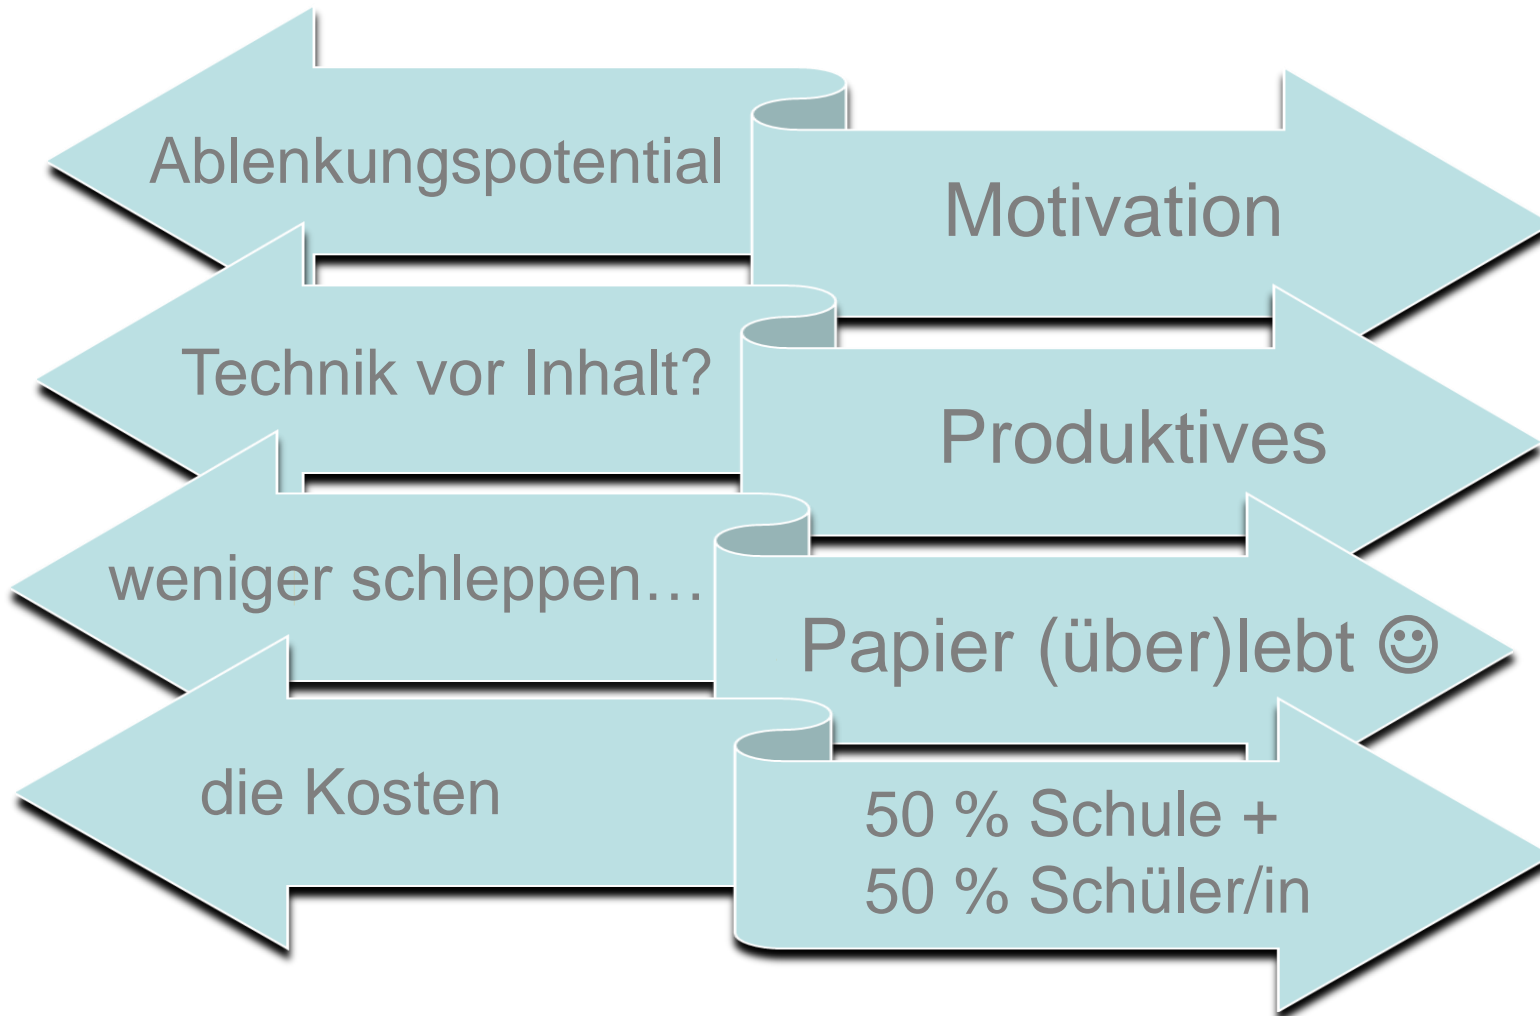 Ablenkungspotential
Motivation
Technik vor Inhalt?
Produktives
weniger schleppen…
Papier (über)lebt ☺
die Kosten
50 % Schule +
50 % Schüler/in